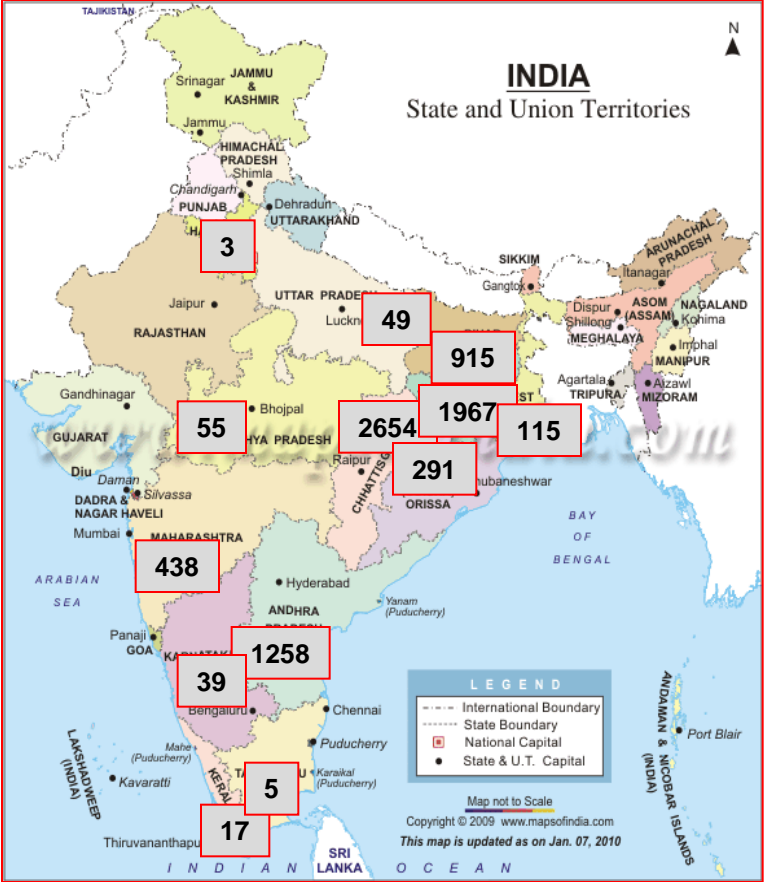 TAJIKISTAN
N
INDIA
State and Union Territories
JAMMU
&
KASHMIR
Srinagar
Jammu
HIMACHAL
PRADESH
Shimla
Chandigarh
PUNJAB
Dehradun
UTTARAKHAND
3
ARUNACHAL
PRADESH
SIKKIM
Gangtok
Itanagar
UTTAR
Jaipur
49
RAJASTHAN
Dispur
ASOM
(ASSAM)
NAGALAND
Kohima
Shillong
MEGHALAYA
Imphal
MANIPUR
915
Agartala
TRIPURA
Aizawl
MIZORAM
Gandhinagar
Bhopal
1967
55
2654
115
GUJARAT
PRADESH
Raipur
291
Diu
Daman
Silvassa
DADRA &
NAGAR HAVELI
ORISSA
Mumbai
MAHARASHTRA
BAY
OF
BENGAL
438
ARABIAN
SEA
Hyderabad
ANDHRA
Yanam
(Puducherry)
Panaji
GOA
1258
39
Bengaluru
Chennai
LEGEND
International Boundary
State Boundary
National Capital
State & U.T. Capital
Mahe
(Puducherry)
Puducherry
Karaikal
(Puducherry)
LAKSHADWEEP
(INDIA)
Kavaratti
5
17
ANDAMAN & NICOBAR ISLANDS
(INDIA)
Port Blair
Map not to Scale
Copyright © 2009 www.mapsofindia.com
This map is updated as on Jan. 07, 2010
SRI
LANKA
INDIAN OCEAN